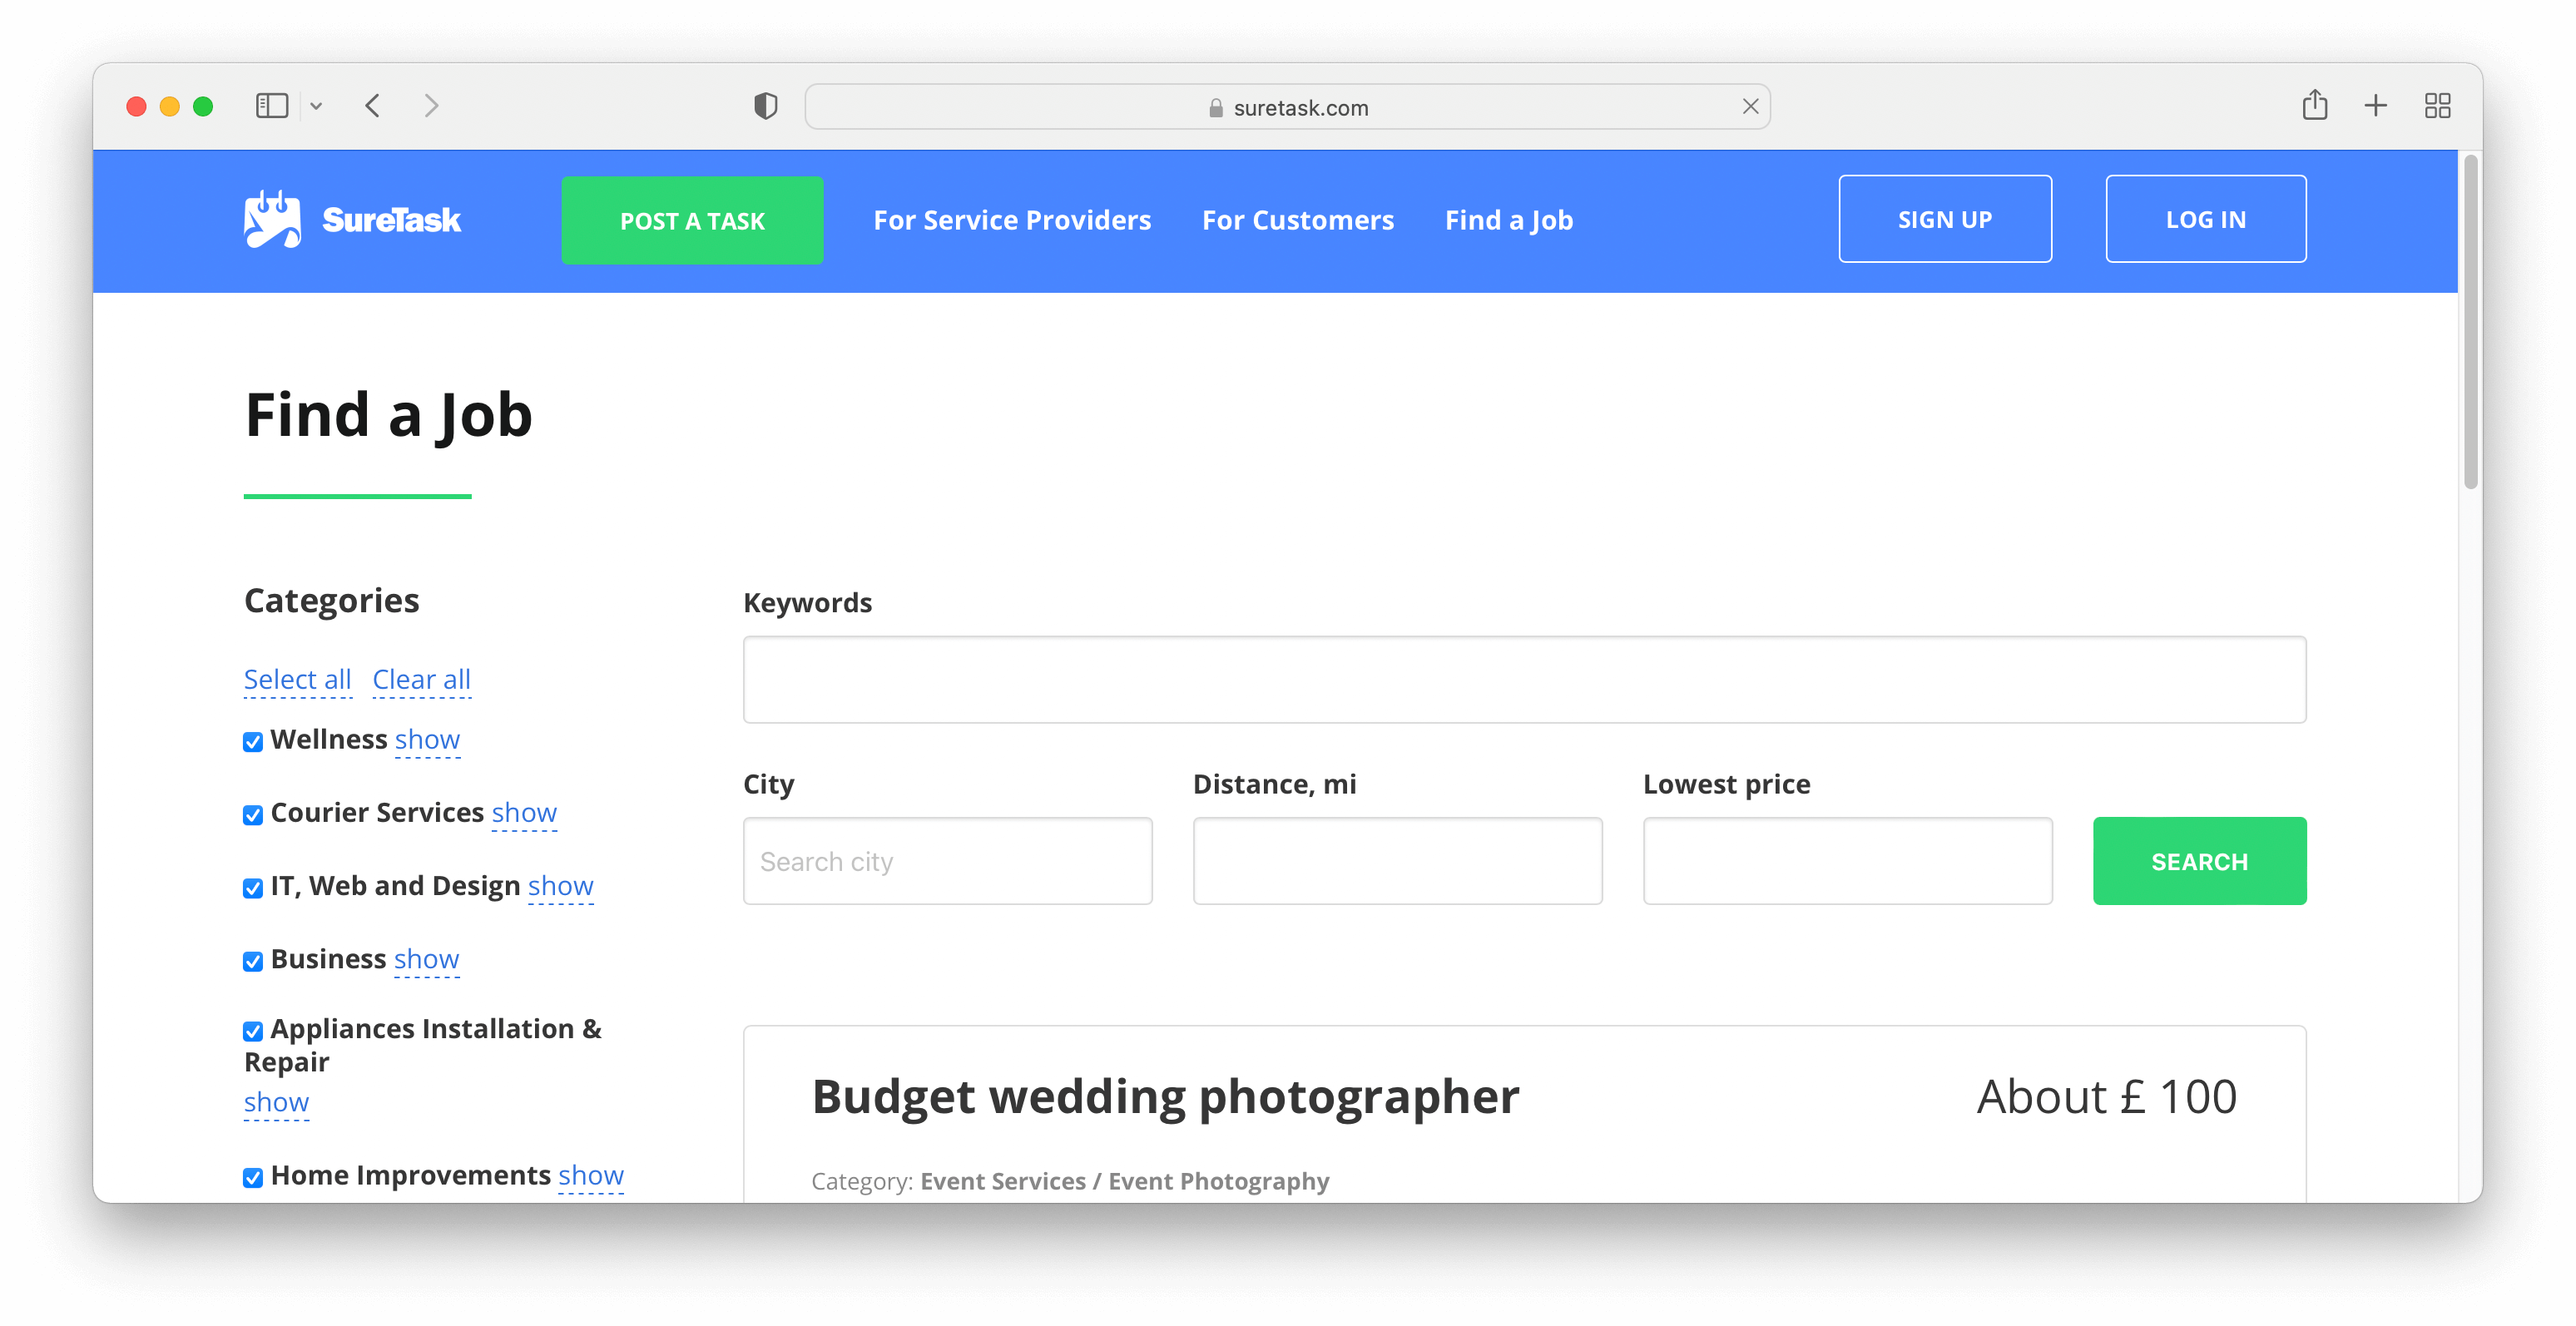 suretask.com
SureTask
POST A TASK
For Service Providers
For Customers
Find a Job
SIGN UP
LOG IN
Find a Job
Categories
Select all Clear all
Wellness show
Courier Services show
IT, Web and Design show
Business show
Appliances Installation &
Repair
show
Home Improvements show
Keywords
City
Distance, mi
Lowest price
Search city
SEARCH
Budget wedding photographer
About £ 100
Category: Event Services / Event Photography